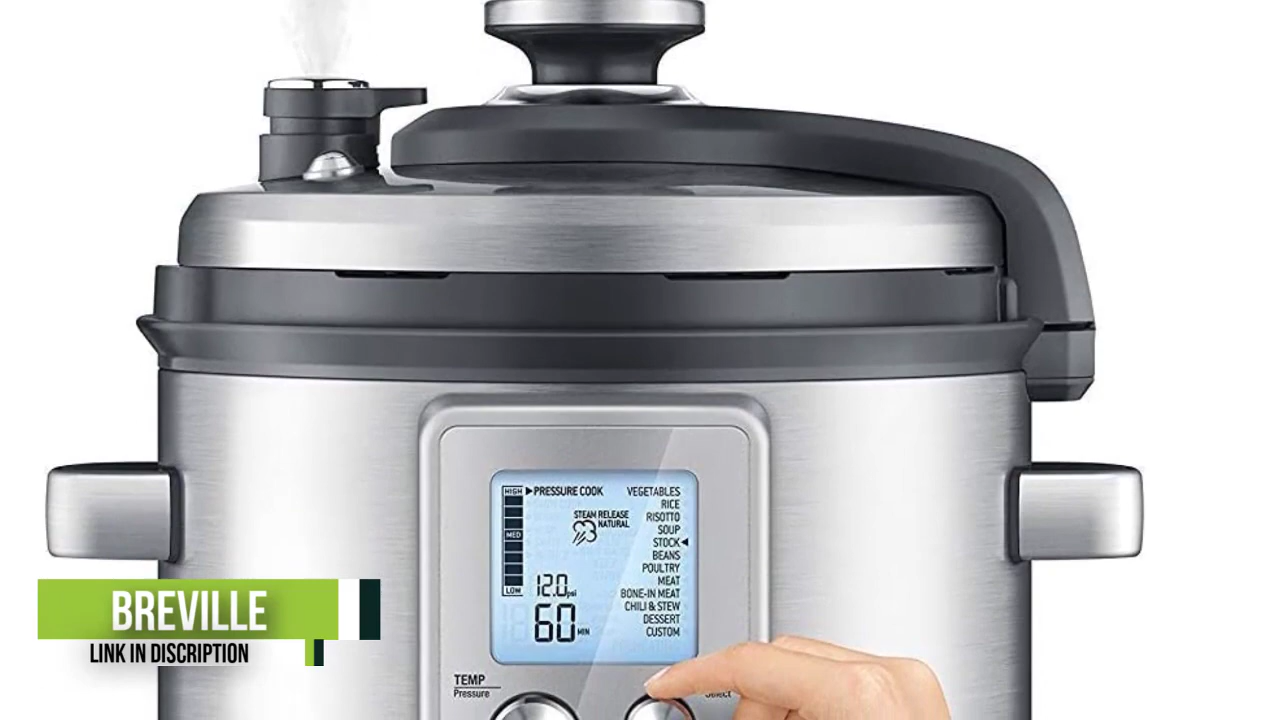 HIGH ▶PRESSURE COOK
MED
LOW
STEAM RELEASE
NATURAL
12.0psi
60MIN
VEGETABLES
RICE
RISOTTO
SOUP
STOCK◀
BEANS
POULTRY
MEAT
BONE-IN MEAT
CHILI & STEW
DESSERT
CUSTOM
TEMP
Pressure
Select
BREVILLE
LINK IN DISCRIPTION